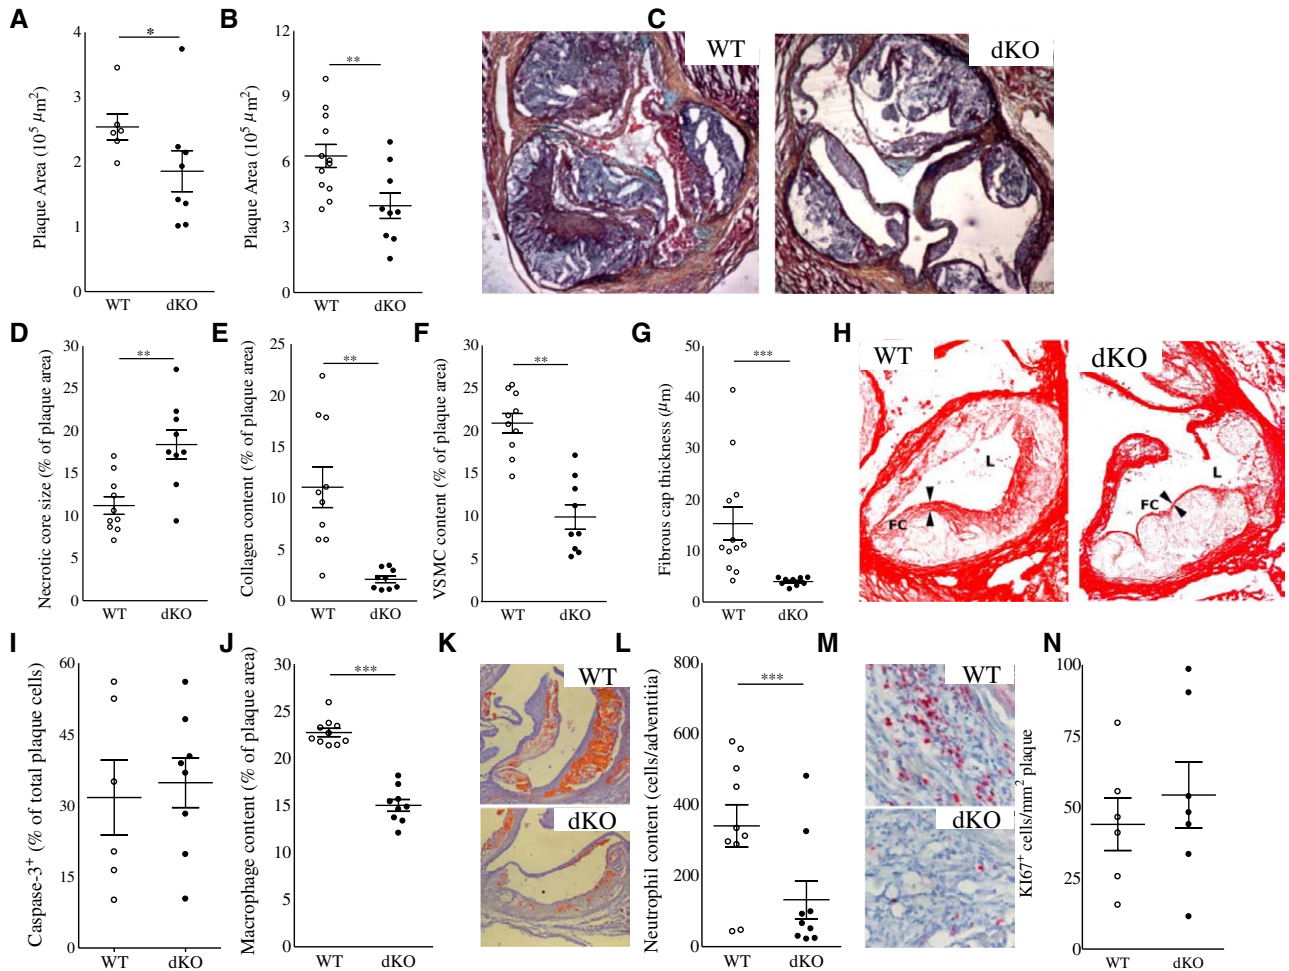 A
Plaque Area (10⁵ μm²)
4
3
2
1
0
*
WT
dKO
B
Plaque Area (10⁵ μm²)
12
9
6
3
0
**
WT
dKO
C
WT
dKO
D
Necrotic core size (% of plaque area)
30
25
20
15
10
5
0
**
WT
dKO
E
Collagen content (% of plaque area)
25
20
15
10
5
0
**
WT
dKO
F
VSMC content (% of plaque area)
30
25
20
15
10
5
0
**
WT
dKO
G
Fibrous cap thickness (μm)
50
40
30
20
10
0
***
WT
dKO
H
WT
L
FC
dKO
L
FC
I
Caspase-3⁺ (% of total plaque cells)
60
45
30
15
0
WT
dKO
J
Macrophage content (% of plaque area)
30
25
20
15
10
5
0
***
WT
dKO
K
WT
dKO
L
Neutrophil content (cells/adventitia)
800
600
400
200
0
***
WT
dKO
M
WT
dKO
N
KI67⁺ cells/mm² plaque
100
75
50
25
0
WT
dKO